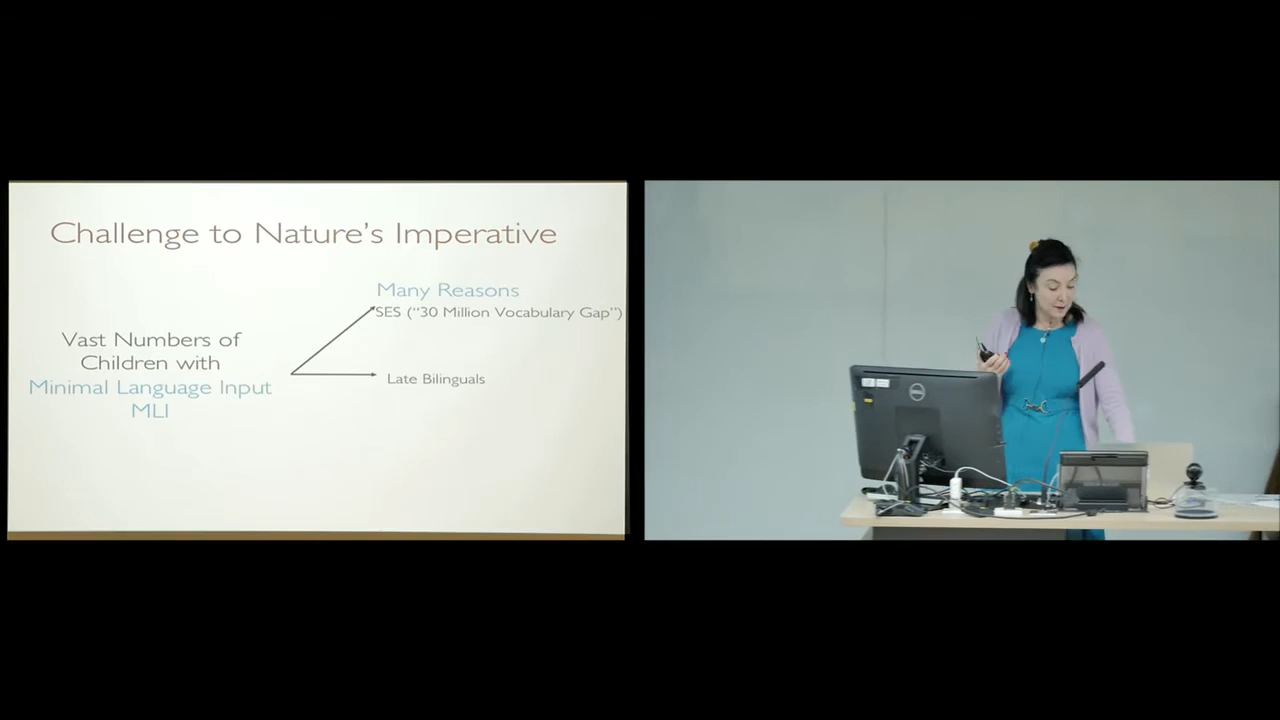 Challenge to Nature's Imperative
Many Reasons
SES ("30 Million Vocabulary Gap")
Vast Numbers of
Children with
Minimal Language Input
MLI
Late Bilinguals
DELL